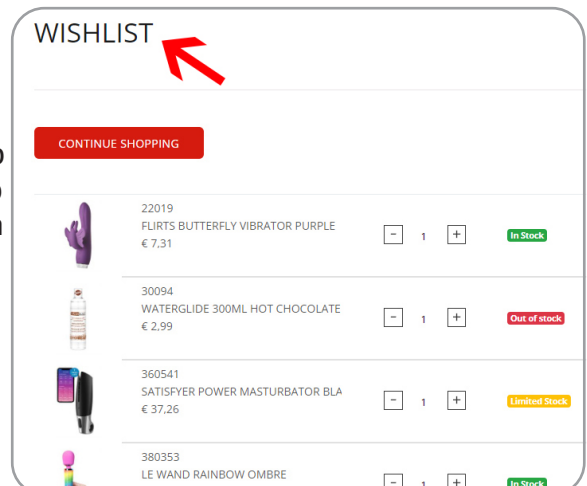 WISHLIST
CONTINUE SHOPPING
22019
FLIRTS BUTTERFLY VIBRATOR PURPLE
€ 7,31
- 1 +
In Stock
30094
WATERGLIDE 300ML HOT CHOCOLATE
€ 2,99
- 1 +
Out of stock
360541
SATISFYER POWER MASTURBATOR BLA
€ 37,26
- 1 +
Limited Stock
380353
LE WAND RAINBOW OMBRE
- 1 +
In Stock